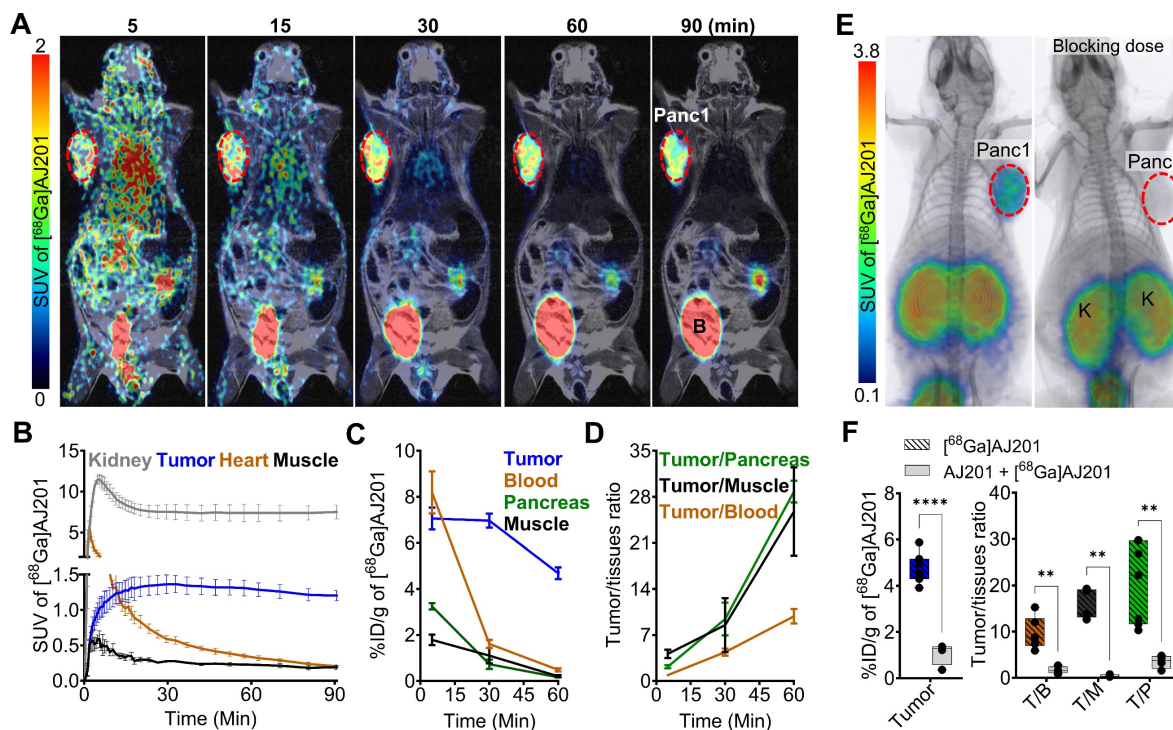 A
5 15 30 60 90 (min)
2
SUV of [⁶⁸Ga]AJ201
0
Panc1
B
B
15
10
5
1.5
1.0
0.5
0.0
SUV of [⁶⁸Ga]AJ201
Kidney Tumor Heart Muscle
0 30 60 90
Time (Min)
C
10
8
6
4
2
0
%ID/g of [⁶⁸Ga]AJ201
Tumor
Blood
Pancreas
Muscle
0 15 30 45 60
Time (Min)
D
35
28
21
14
7
0
Tumor/tissues ratio
Tumor/Pancreas
Tumor/Muscle
Tumor/Blood
0 15 30 45 60
Time (Min)
E
3.8
SUV of [⁶⁸Ga]AJ201
0.1
Panc1
Blocking dose
Panc
K
K
F
[⁶⁸Ga]AJ201
AJ201 + [⁶⁸Ga]AJ201
10
8
6
4
2
0
%ID/g of [⁶⁸Ga]AJ201
****
Tumor
40
30
20
10
0
Tumor/tissues ratio
**
**
**
T/B
T/M
T/P